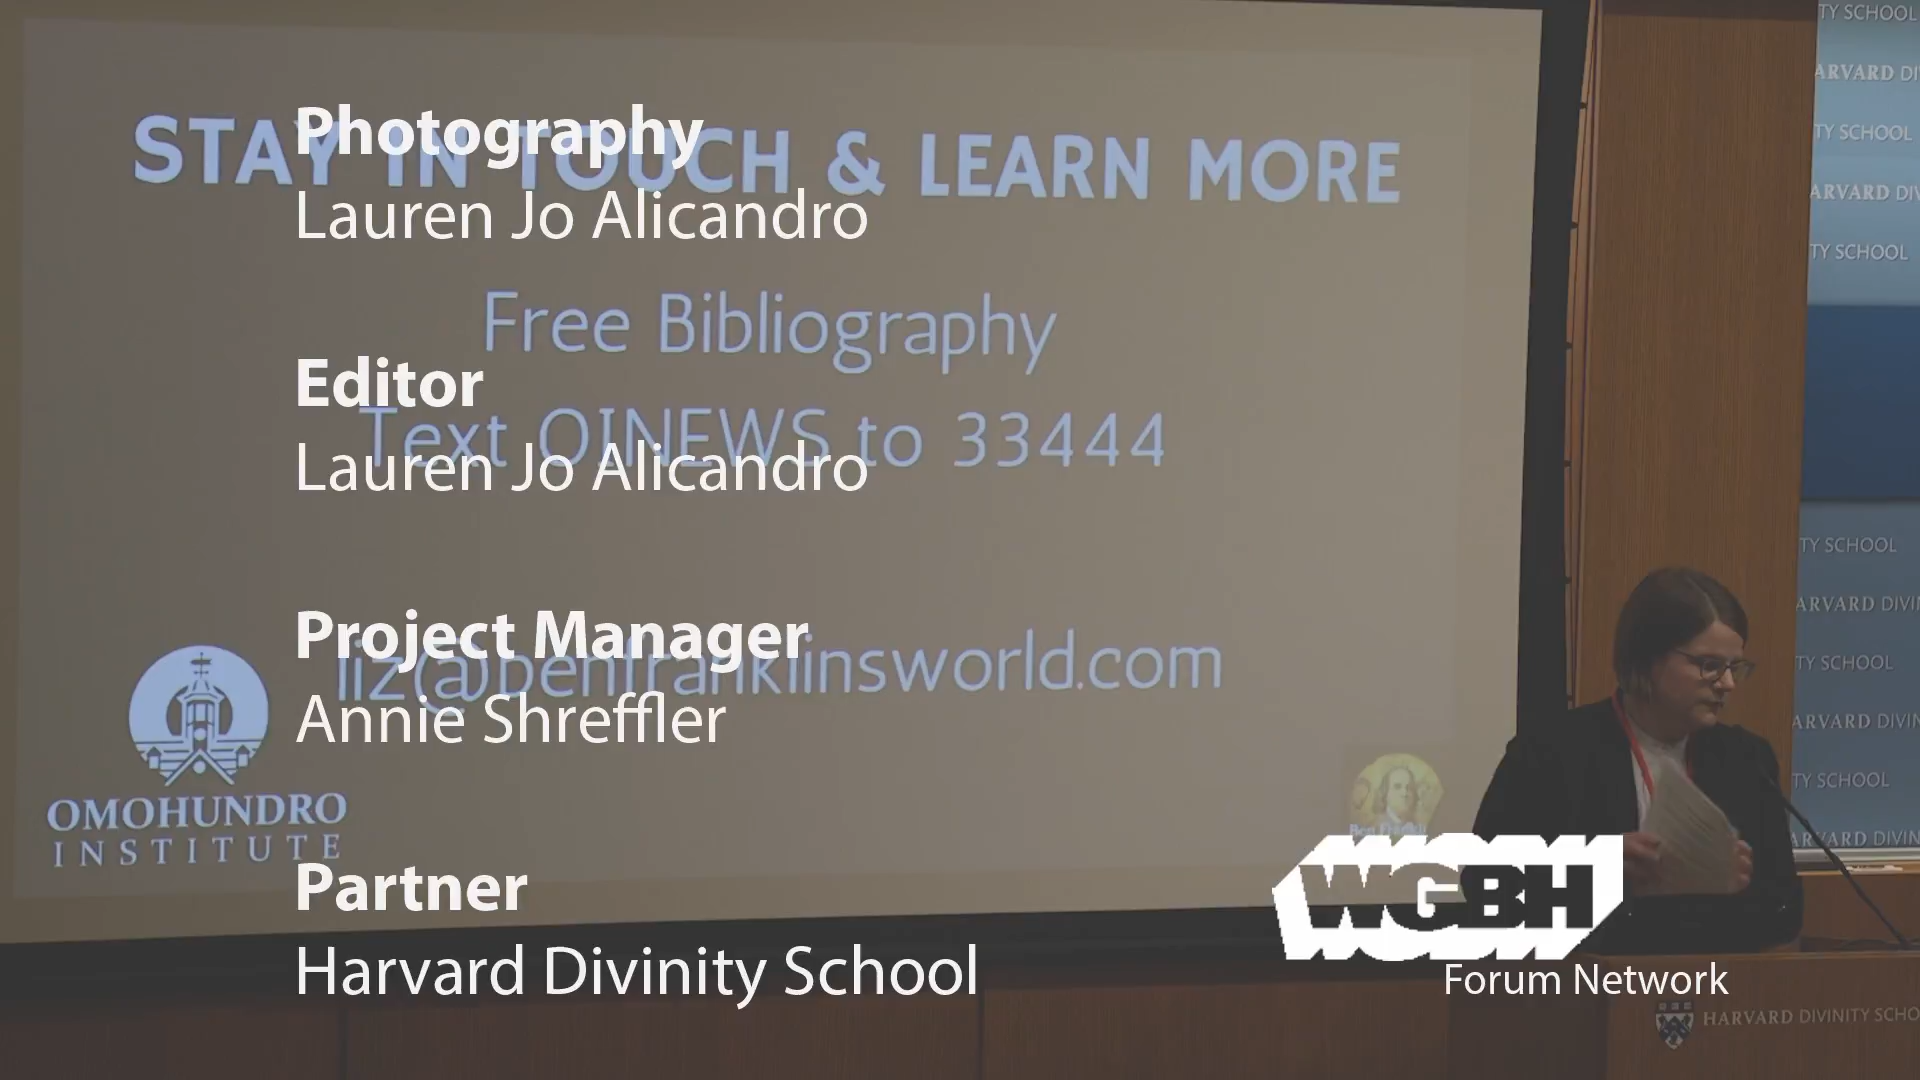 STAY IN TOUCH & LEARN MORE
Free Bibliography
Text OINEWS to 33444
liz@benfranklinsworld.com
OMOHUNDRO
INSTITUTE
Photography
Lauren Jo Alicandro
Editor
Lauren Jo Alicandro
Project Manager
Annie Shreffler
Partner
Harvard Divinity School
WGBH
Forum Network
TY SCHOOL
ARVARD DI
TY SCHOOL
ARVARD DIV
TY SCHOOL
TY SCHOOL
ARVARD DIVI
TY SCHOOL
ARVARD DIVIN
TY SCHOOL
ARVARD DIVIN
HARVARD DIVINITY SCHO